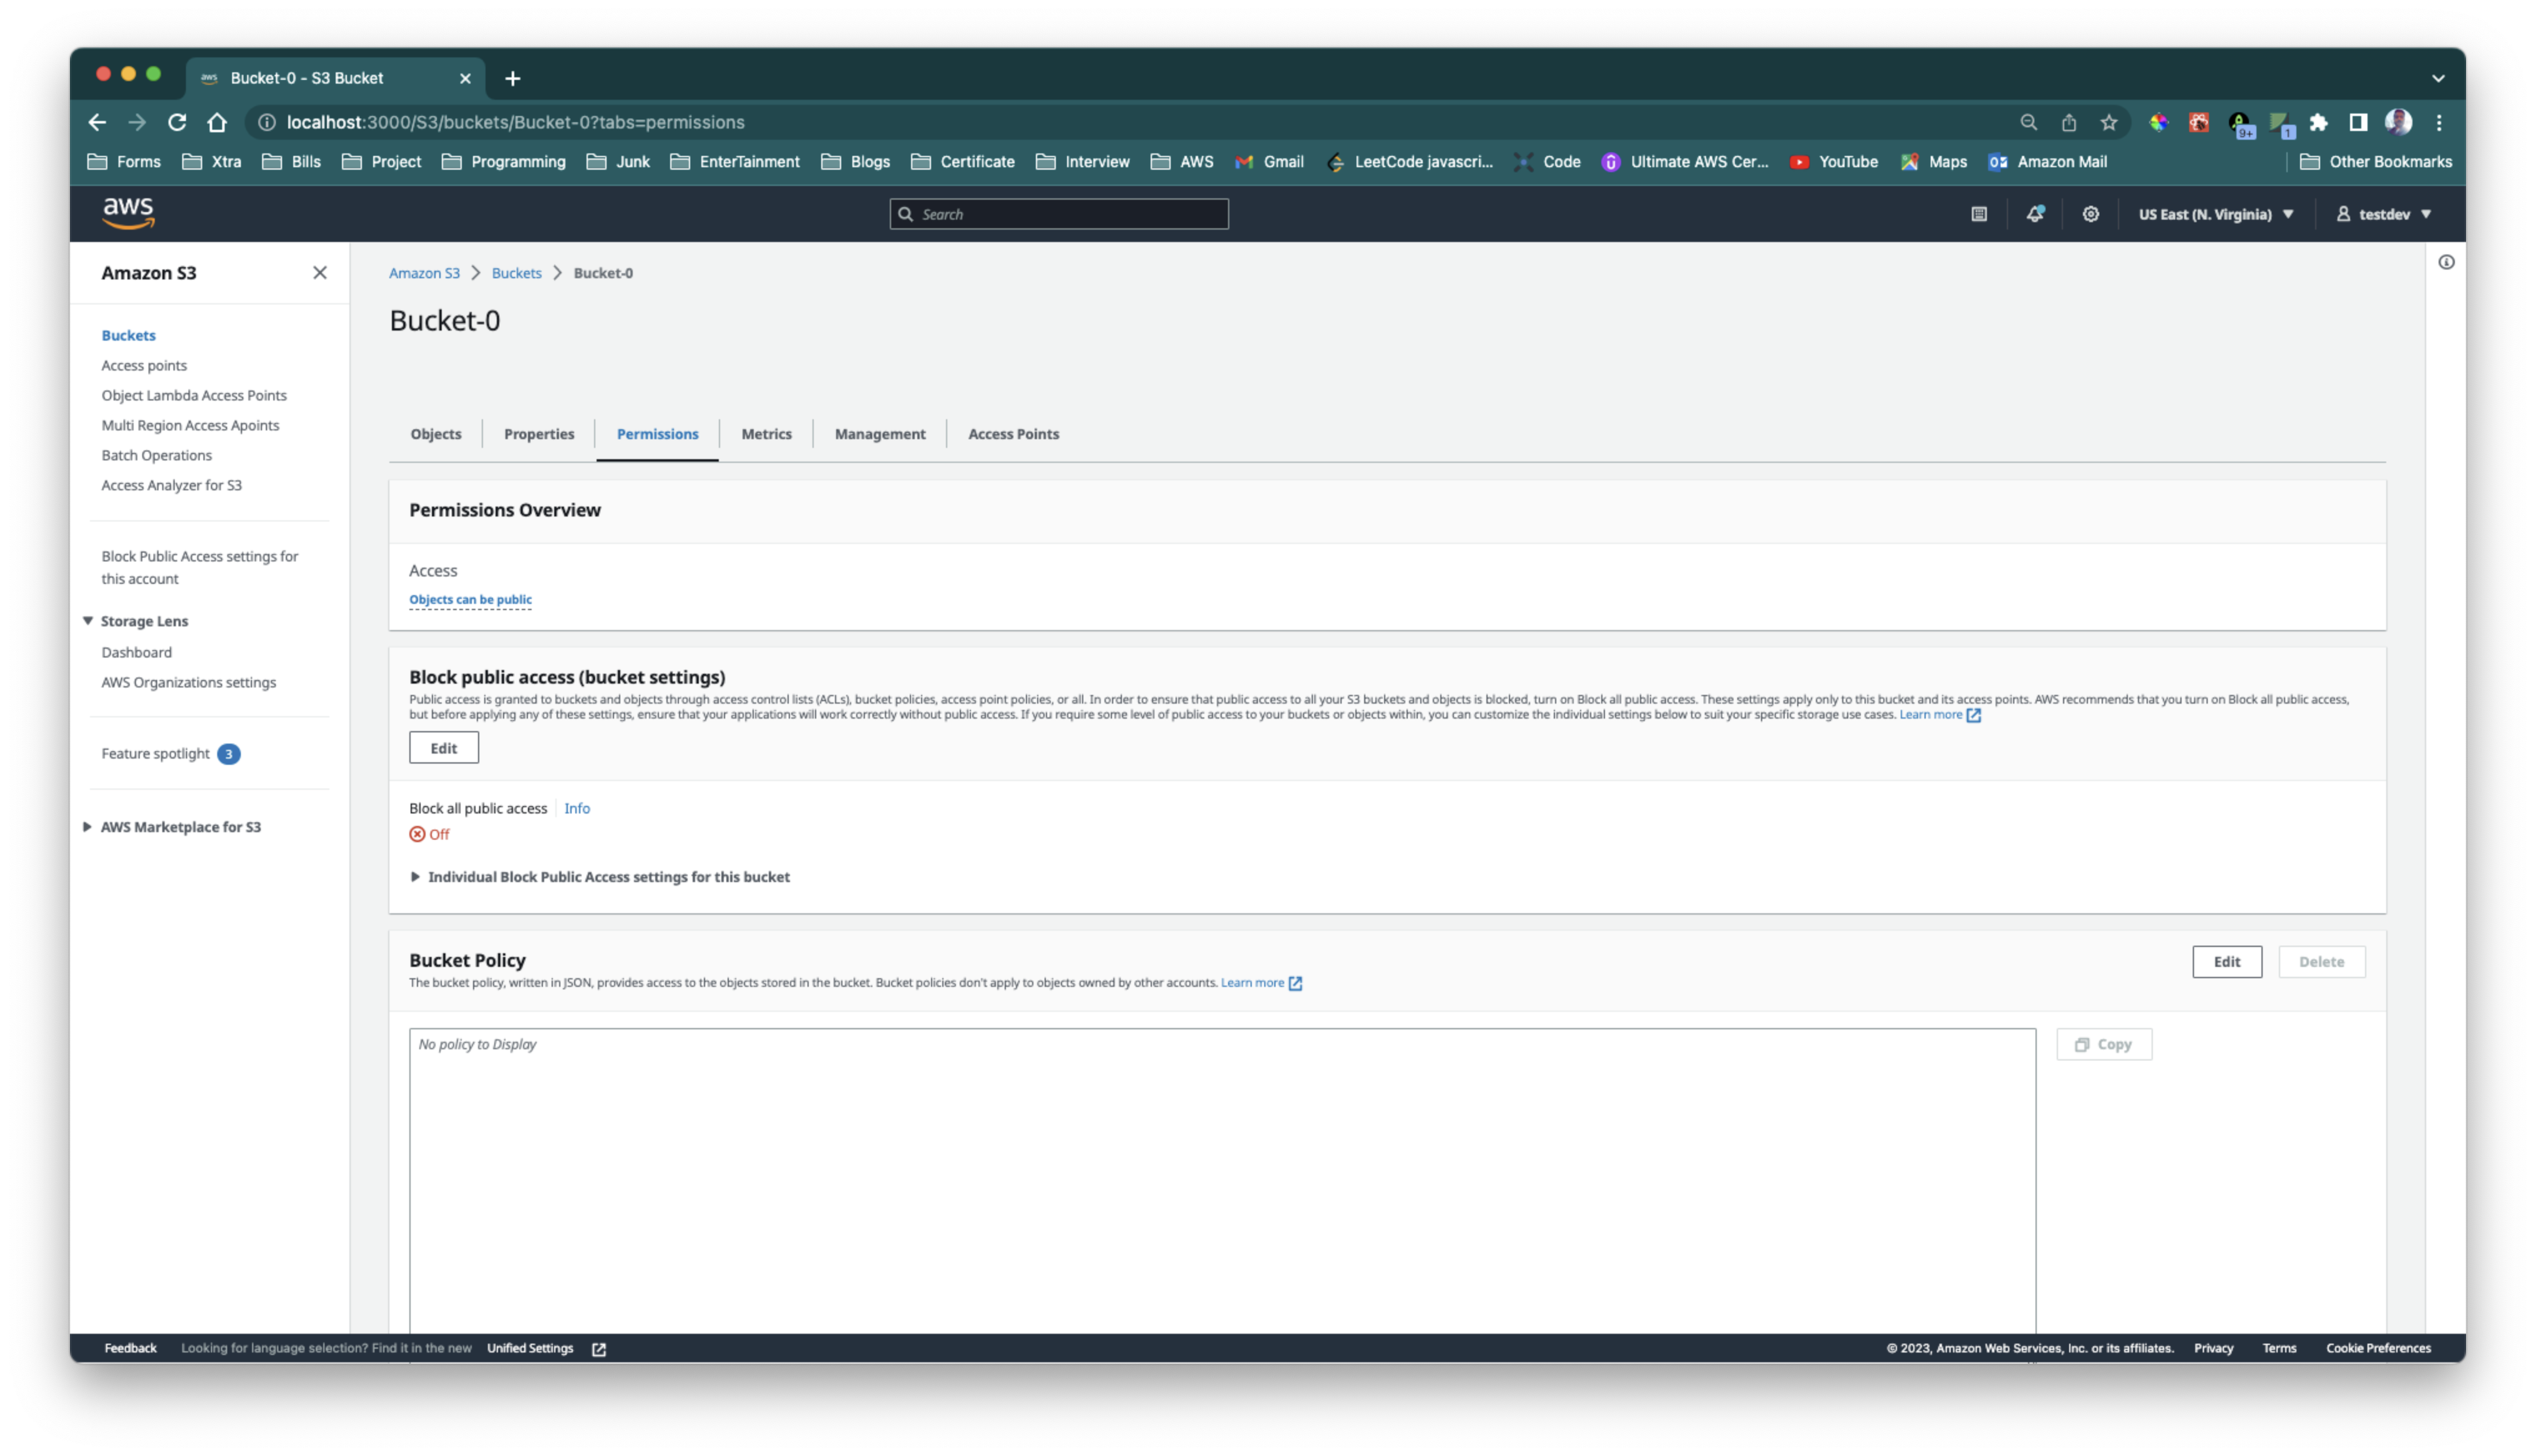 aws Bucket-0 - S3 Bucket
localhost:3000/S3/buckets/Bucket-0?tabs=permissions
9+ 1
Forms Xtra Bills Project Programming Junk EnterTainment Blogs Certificate Interview AWS Gmail LeetCode javascri... Code Ultimate AWS Cer... YouTube Maps Amazon Mail Other Bookmarks
aws Search US East (N. Virginia) testdev
Amazon S3
Buckets
Access points
Object Lambda Access Points
Multi Region Access Apoints
Batch Operations
Access Analyzer for S3
Block Public Access settings for
this account
Storage Lens
Dashboard
AWS Organizations settings
Feature spotlight 3
AWS Marketplace for S3
Amazon S3 Buckets Bucket-0
Bucket-0
Objects Properties Permissions Metrics Management Access Points
Permissions Overview
Access
Objects can be public
Block public access (bucket settings)
Public access is granted to buckets and objects through access control lists (ACLs), bucket policies, access point policies, or all. In order to ensure that public access to all your S3 buckets and objects is blocked, turn on Block all public access. These settings apply only to this bucket and its access points. AWS recommends that you turn on Block all public access,
but before applying any of these settings, ensure that your applications will work correctly without public access. If you require some level of public access to your buckets or objects within, you can customize the individual settings below to suit your specific storage use cases. Learn more
Edit
Block all public access Info
Off
Individual Block Public Access settings for this bucket
Bucket Policy
The bucket policy, written in JSON, provides access to the objects stored in the bucket. Bucket policies don't apply to objects owned by other accounts. Learn more
Edit Delete
No policy to Display
Copy
Feedback Looking for language selection? Find it in the new Unified Settings © 2023, Amazon Web Services, Inc. or its affiliates. Privacy Terms Cookie Preferences